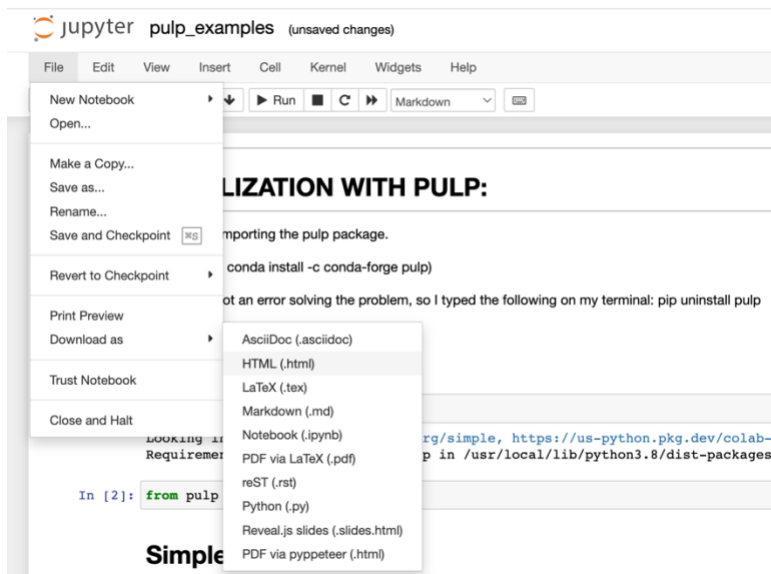 jupyter pulp_examples (unsaved changes)
File Edit View Insert Cell Kernel Widgets Help
Run Markdown
New Notebook
Open...
Make a Copy...
Save as...
Rename...
Save and Checkpoint ⌘S
Revert to Checkpoint
Print Preview
Download as
Trust Notebook
Close and Halt
AsciiDoc (.asciidoc)
HTML (.html)
LaTeX (.tex)
Markdown (.md)
Notebook (.ipynb)
PDF via LaTeX (.pdf)
reST (.rst)
Python (.py)
Reveal.js slides (.slides.html)
PDF via pyppeteer (.html)
LIZATION WITH PULP:
mporting the pulp package.
conda install -c conda-forge pulp)
ot an error solving the problem, so I typed the following on my terminal: pip uninstall pulp
Looking in rg/simple, https://us-python.pkg.dev/colab-
Requiremen p in /usr/local/lib/python3.8/dist-packages
In [2]: from pulp
Simple